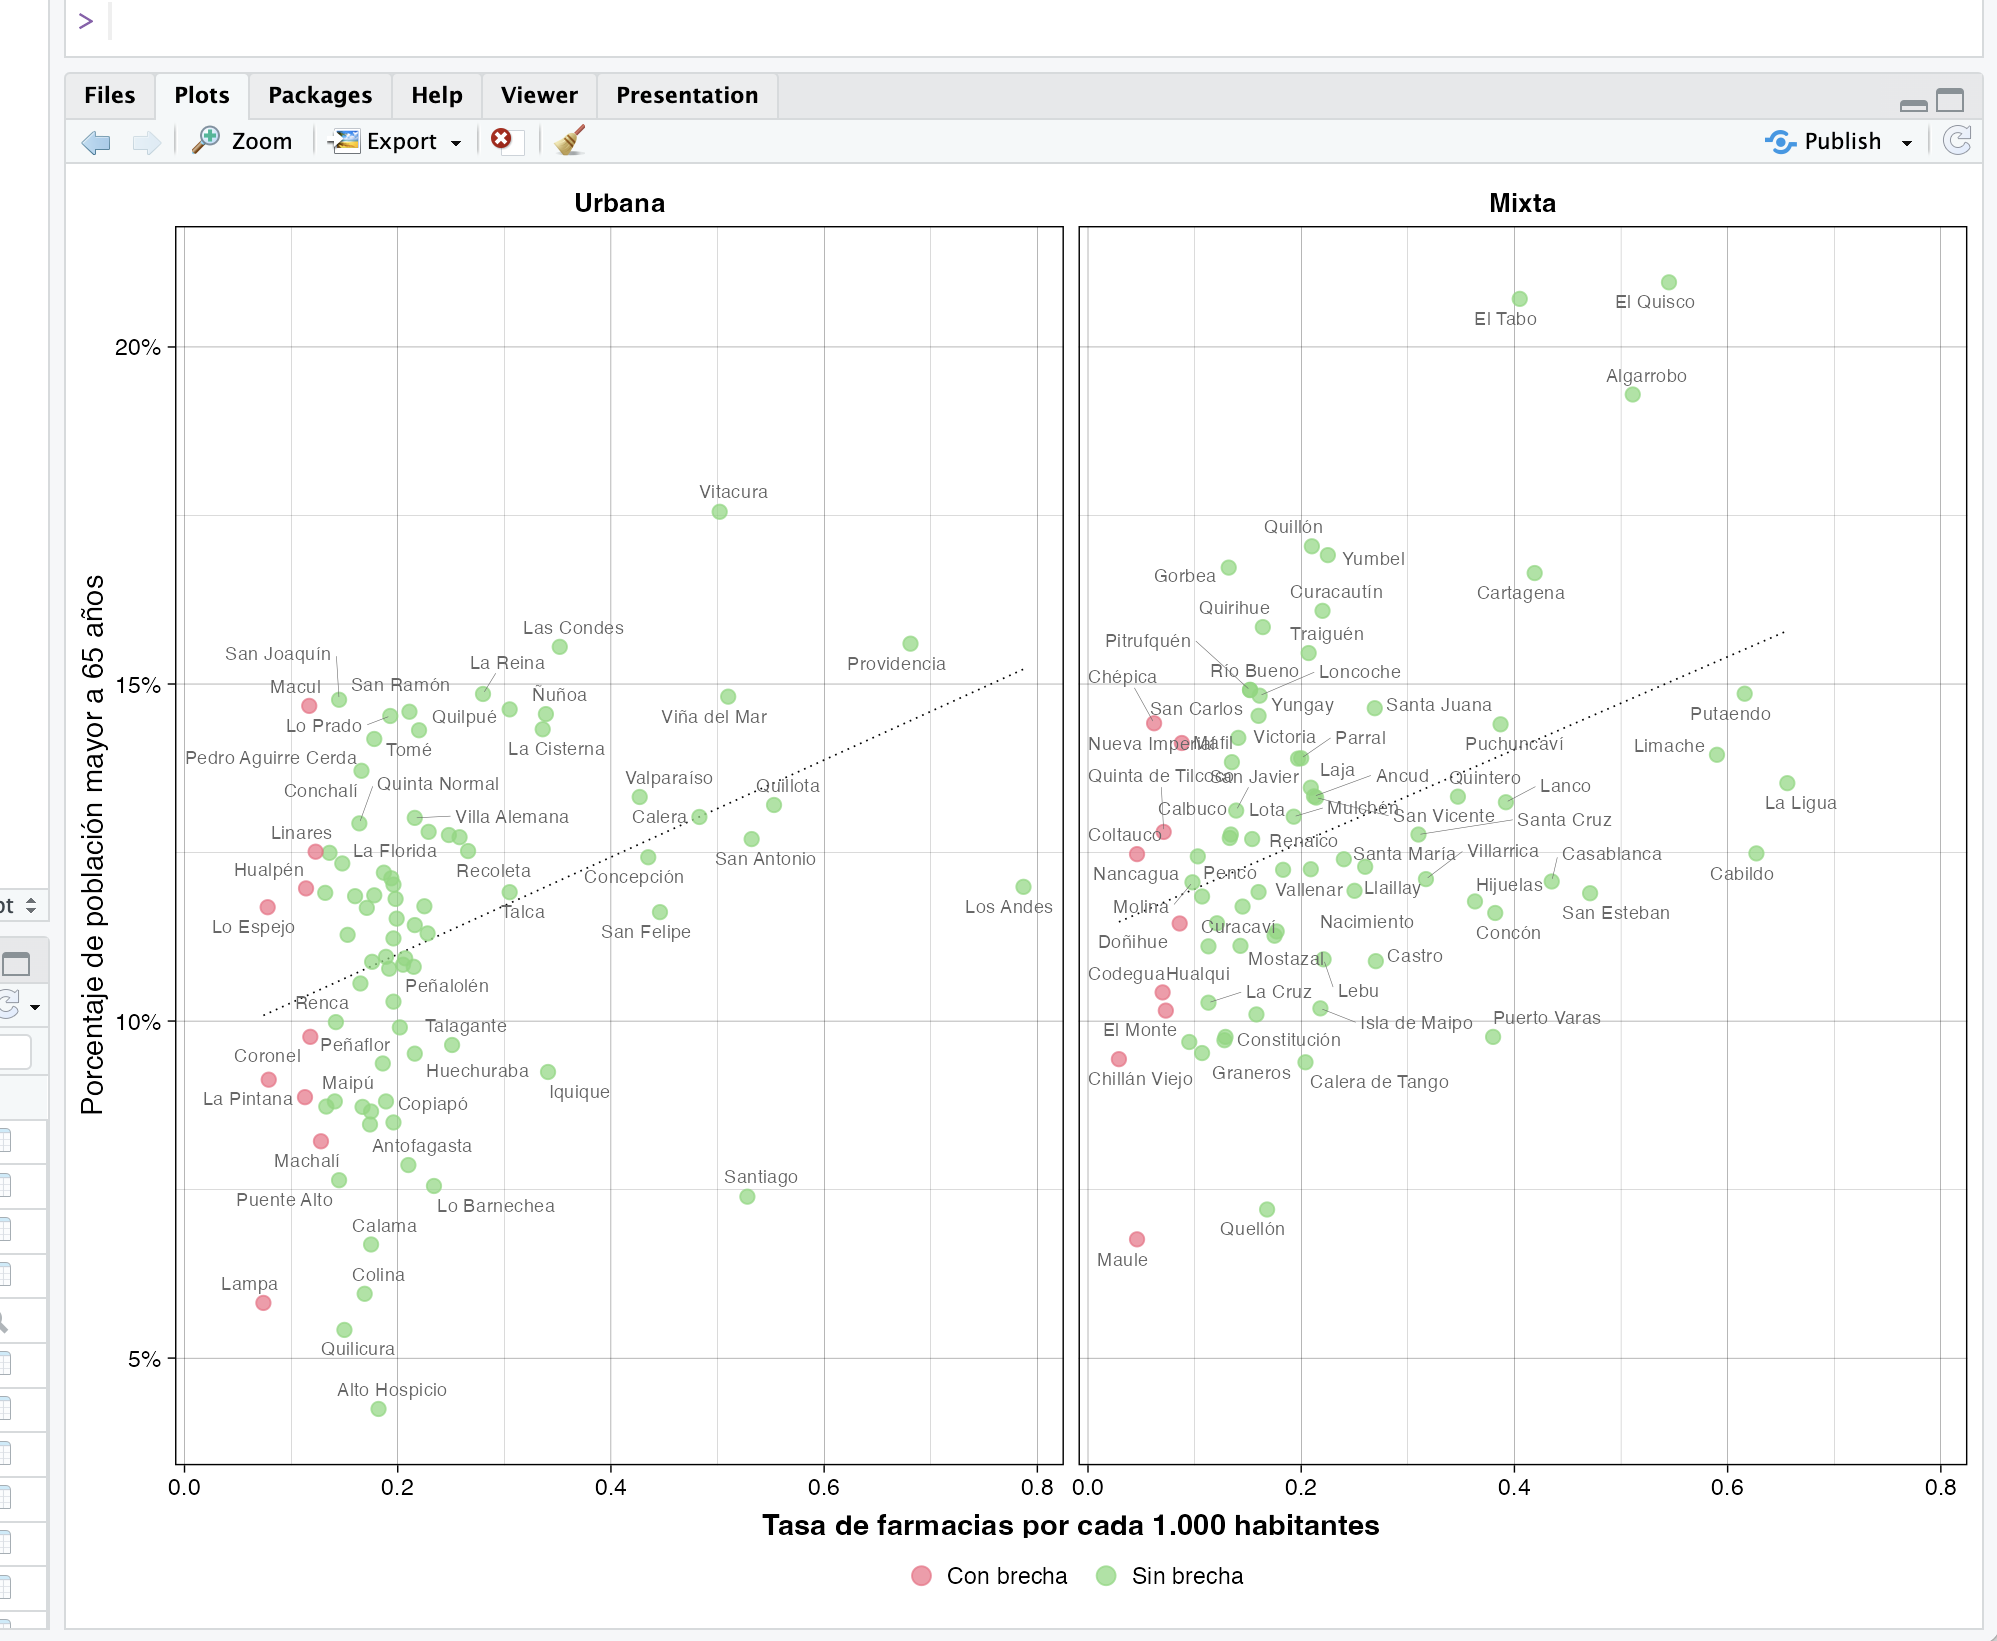 >
Files Plots Packages Help Viewer Presentation
Zoom Export Publish
Urbana
Mixta
Porcentaje de población mayor a 65 años
20%
15%
10%
5%
Vitacura
Las Condes
San Joaquín
La Reina
Providencia
Macul
San Ramón
Ñuñoa
Lo Prado
Quilpué
Viña del Mar
Tomé
La Cisterna
Pedro Aguirre Cerda
Conchalí
Quinta Normal
Valparaíso
Quillota
Villa Alemana
Calera
Linares
La Florida
San Antonio
Hualpén
Recoleta
Concepción
Talca
Los Andes
Lo Espejo
San Felipe
Peñalolén
Renca
Talagante
Peñaflor
Coronel
Huechuraba
Maipú
Iquique
La Pintana
Copiapó
Antofagasta
Machalí
Santiago
Puente Alto
Lo Barnechea
Calama
Colina
Lampa
Quilicura
Alto Hospicio
El Quisco
El Tabo
Algarrobo
Quillón
Yumbel
Gorbea
Curacautín
Cartagena
Quirihue
Traiguén
Pitrufquén
Río Bueno
Loncoche
Chépica
San Carlos
Yungay
Santa Juana
Putaendo
Nueva Imperial
Máfil
Victoria
Parral
Puchuncaví
Limache
Quinta de Tilcoco
San Javier
Laja
Ancud
Quintero
Lanco
La Ligua
Calbuco
Lota
Mulchén
San Vicente
Santa Cruz
Coltauco
Renaico
Santa María
Villarrica
Casablanca
Nancagua
Penco
Vallenar
Llaillay
Hijuelas
Cabildo
Molina
Curacaví
Nacimiento
San Esteban
Doñihue
Concón
Mostazal
Castro
Codegua
Hualqui
La Cruz
Lebu
El Monte
Isla de Maipo
Puerto Varas
Constitución
Chillán Viejo
Graneros
Calera de Tango
Quellón
Maule
0.0 0.2 0.4 0.6 0.8 0.0 0.2 0.4 0.6 0.8
Tasa de farmacias por cada 1.000 habitantes
Con brecha Sin brecha